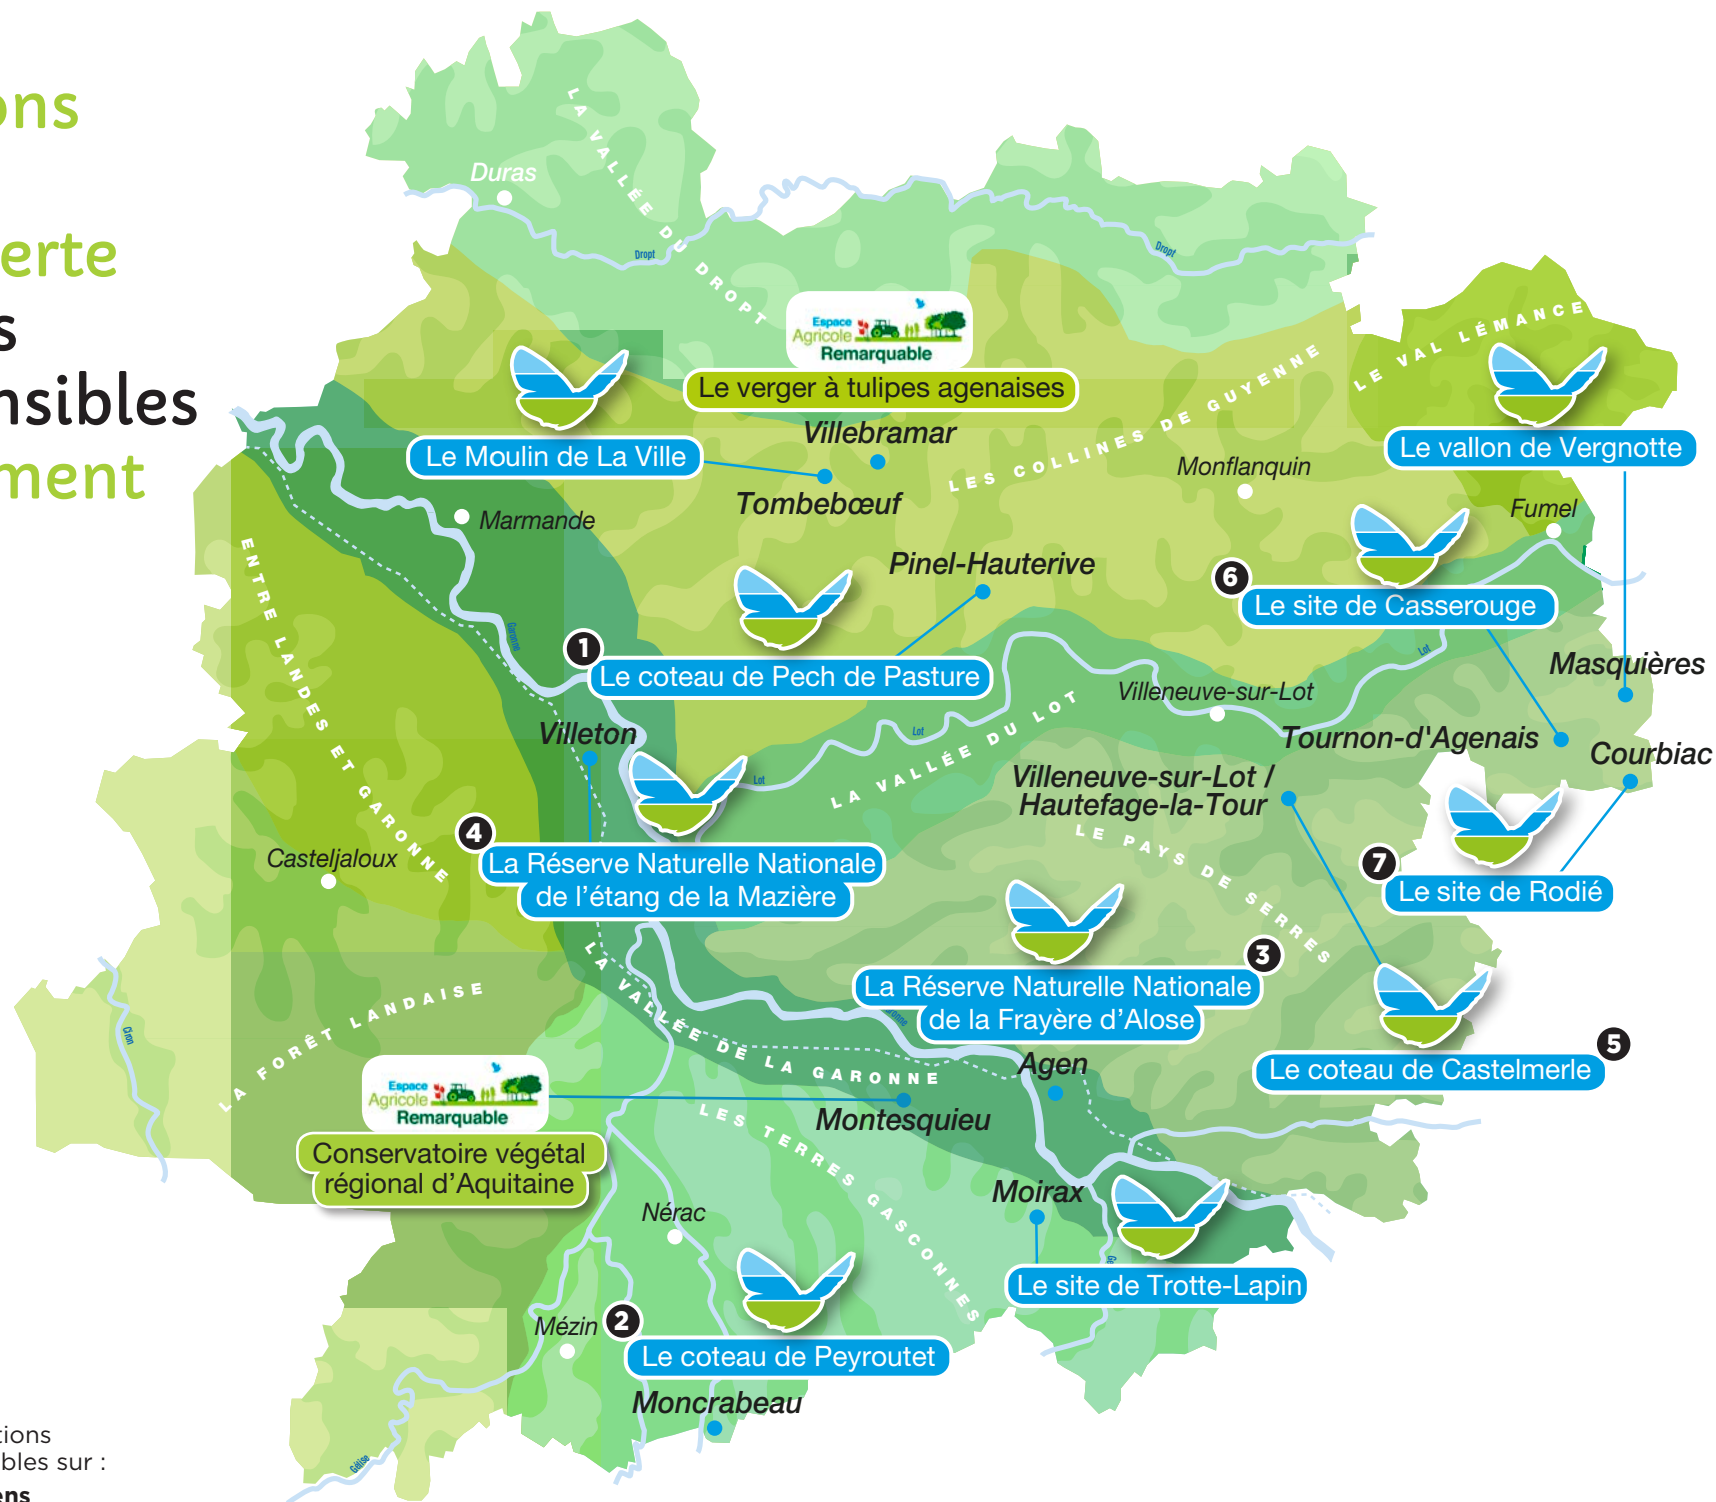 ons
erte
s
nsibles
ment
LA VALLÉE DU DROPT
Duras
Dropt
Dropt
Espace
Agricole
Remarquable
Le verger à tulipes agenaises
Villebramar
Le Moulin de La Ville
Tombebœuf
LES COLLINES DE GUYENNE
LE VAL LÉMANCE
Le vallon de Vergnotte
Monflanquin
Fumel
Marmande
Pinel-Hauterive
6
Le site de Casserouge
ENTRE LANDES ET GARONNE
Garonne
1
Le coteau de Pech de Pasture
Lot
Masquières
Villeneuve-sur-Lot
Villeton
Lot
Lot
LA VALLÉE DU LOT
Tournon-d'Agenais
Courbiac
Villeneuve-sur-Lot /
Hautefage-la-Tour
LE PAYS DE SERRES
4
La Réserve Naturelle Nationale
de l’étang de la Mazière
Casteljaloux
7
Le site de Rodié
3
La Réserve Naturelle Nationale
de la Frayère d’Alose
LA VALLÉE DE LA GARONNE
LA FORÊT LANDAISE
Ciron
Agen
5
Le coteau de Castelmerle
Espace
Agricole
Remarquable
Montesquieu
Conservatoire végétal
régional d’Aquitaine
LES TERRES GASCONNES
Moirax
Nérac
Le site de Trotte-Lapin
Mézin
2
Le coteau de Peyroutet
Moncrabeau
Gélise
tions
bles sur :
ens